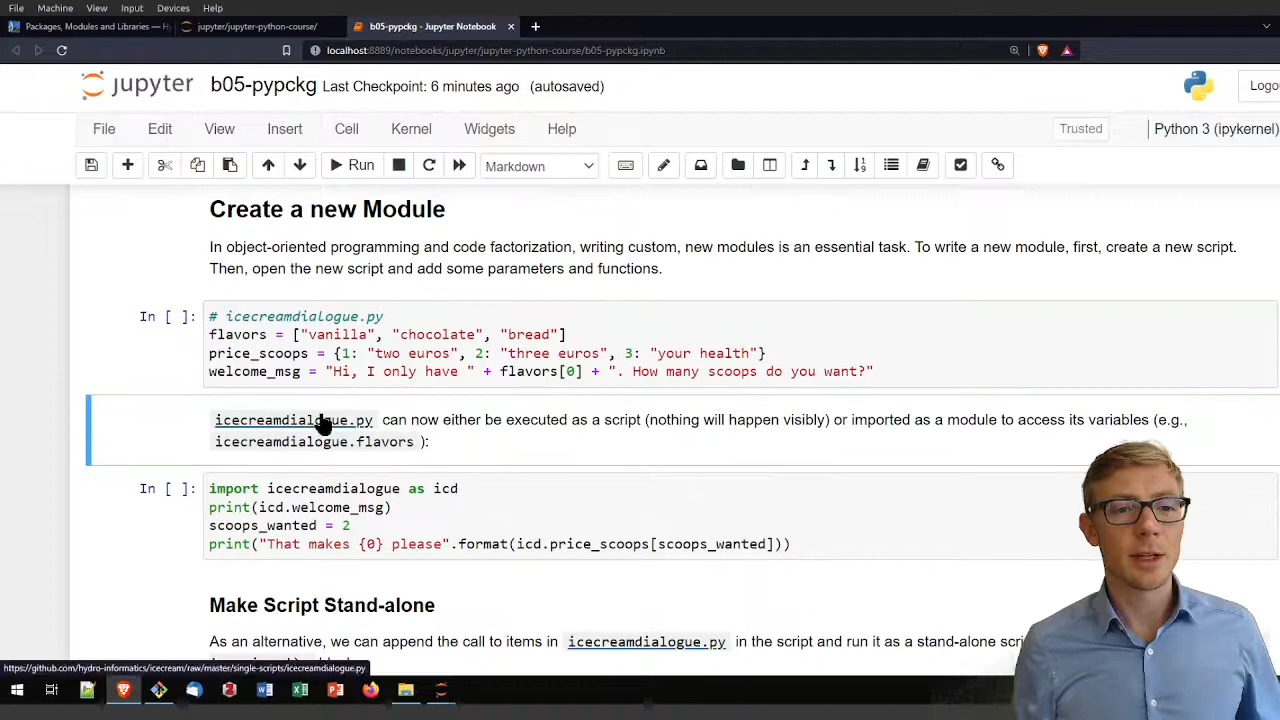 File Machine View Input Devices Help
Packages, Modules and Libraries — H
jupyter/jupyter-python-course/
b05-pypckg - Jupyter Notebook
localhost:8889/notebooks/jupyter/jupyter-python-course/b05-pypckg.ipynb
jupyter b05-pypckg Last Checkpoint: 6 minutes ago (autosaved)
Logo
File Edit View Insert Cell Kernel Widgets Help
Trusted
Python 3 (ipykernel)
Run
Markdown
Create a new Module
In object-oriented programming and code factorization, writing custom, new modules is an essential task. To write a new module, first, create a new script.
Then, open the new script and add some parameters and functions.
In [ ]:
# icecreamdialogue.py
flavors = ["vanilla", "chocolate", "bread"]
price_scoops = {1: "two euros", 2: "three euros", 3: "your health"}
welcome_msg = "Hi, I only have " + flavors[0] + ". How many scoops do you want?"
icecreamdialogue.py can now either be executed as a script (nothing will happen visibly) or imported as a module to access its variables (e.g.,
icecreamdialogue.flavors ):
In [ ]:
import icecreamdialogue as icd
print(icd.welcome_msg)
scoops_wanted = 2
print("That makes {0} please".format(icd.price_scoops[scoops_wanted]))
Make Script Stand-alone
As an alternative, we can append the call to items in icecreamdialogue.py in the script and run it as a stand-alone scri
https://github.com/hydro-informatics/icecream/raw/master/single-scripts/icecreamdialogue.py